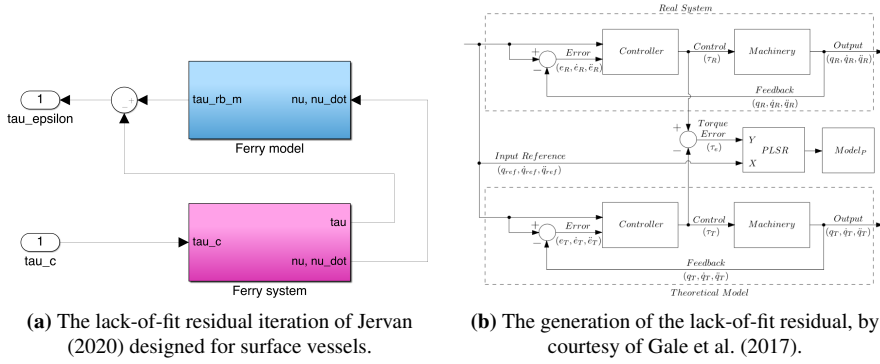 1
tau_epsilon
tau_rb_m
nu, nu_dot
Ferry model
1
tau_c
tau_c
tau
nu, nu_dot
Ferry system
(a) The lack-of-fit residual iteration of Jervan
(2020) designed for surface vessels.
Real System
Error
(e_R, ė_R, ë_R)
Controller
Control
(τ_R)
Machinery
Output
(q_R, q̇_R, q̈_R)
Feedback
(q_R, q̇_R, q̈_R)
Torque
Error
(τ_e)
Y
PLSR
X
Model_P
Input Reference
(q_ref, q̇_ref, q̈_ref)
Error
(e_T, ė_T, ë_T)
Controller
Control
(τ_T)
Machinery
Output
(q_T, q̇_T, q̈_T)
Feedback
(q_T, q̇_T, q̈_T)
Theoretical Model
(b) The generation of the lack-of-fit residual, by
courtesy of Gale et al. (2017).